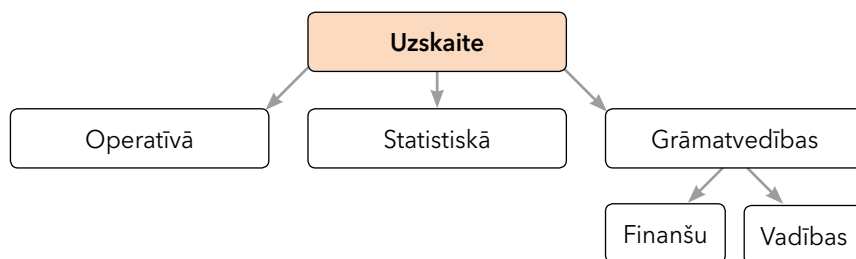 Uzskaite
Operatīvā
Statistiskā
Grāmatvedības
Finanšu
Vadības